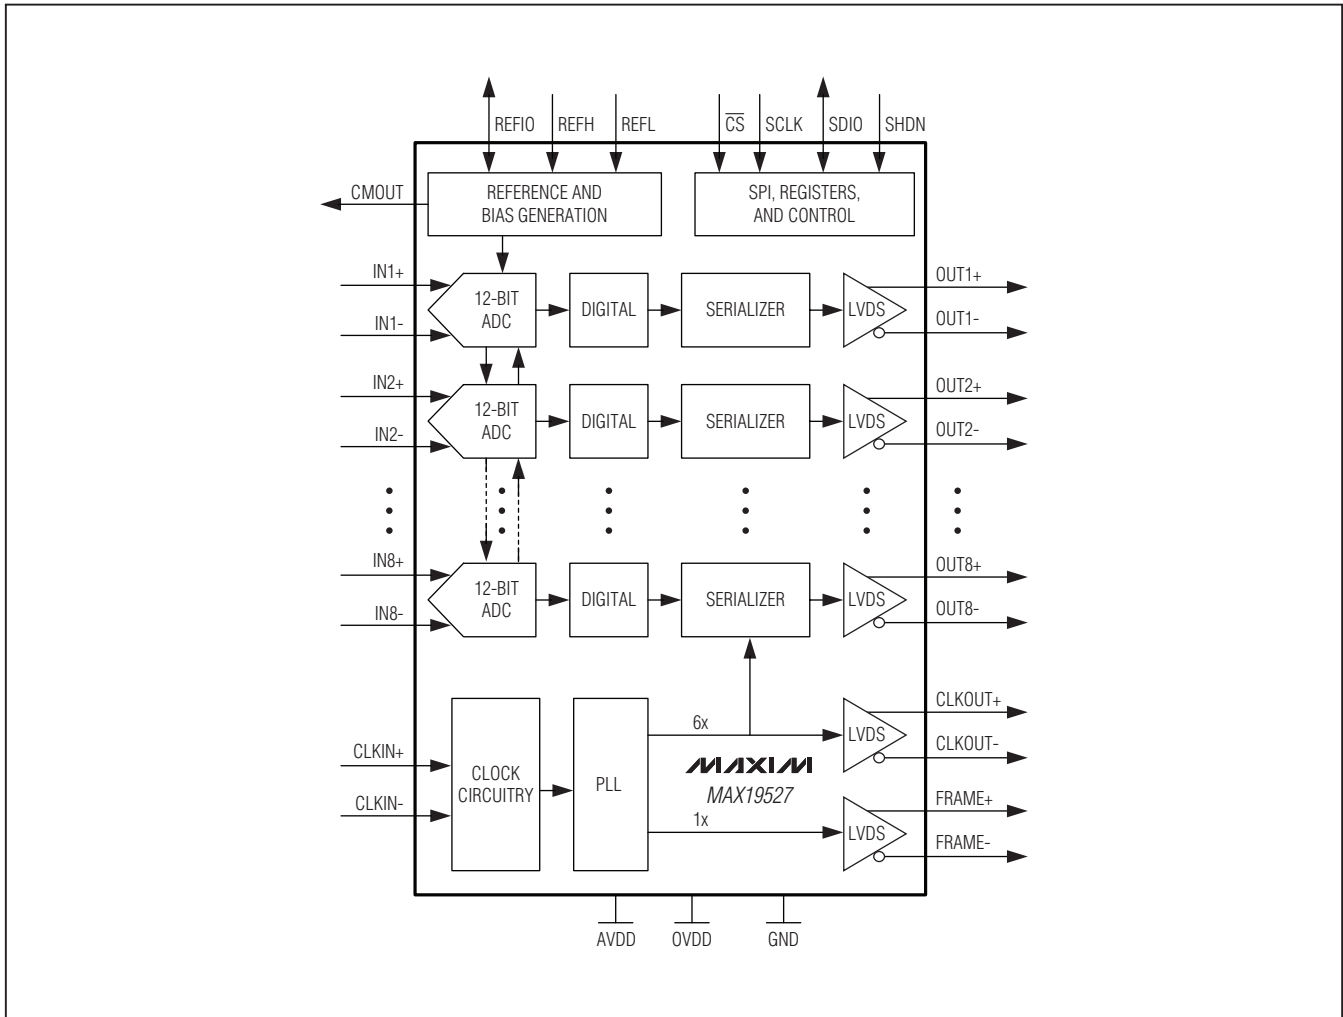 REFIO REFH REFL C̅S̅ SCLK SDIO SHDN
CMOUT
REFERENCE AND
BIAS GENERATION
SPI, REGISTERS,
AND CONTROL
IN1+
IN1-
12-BIT
ADC
DIGITAL
SERIALIZER
LVDS
OUT1+
OUT1-
IN2+
IN2-
12-BIT
ADC
DIGITAL
SERIALIZER
LVDS
OUT2+
OUT2-
IN8+
IN8-
12-BIT
ADC
DIGITAL
SERIALIZER
LVDS
OUT8+
OUT8-
CLKIN+
CLKIN-
CLOCK
CIRCUITRY
PLL
6x
MAXIM
MAX19527
1x
LVDS
CLKOUT+
CLKOUT-
LVDS
FRAME+
FRAME-
AVDD OVDD GND